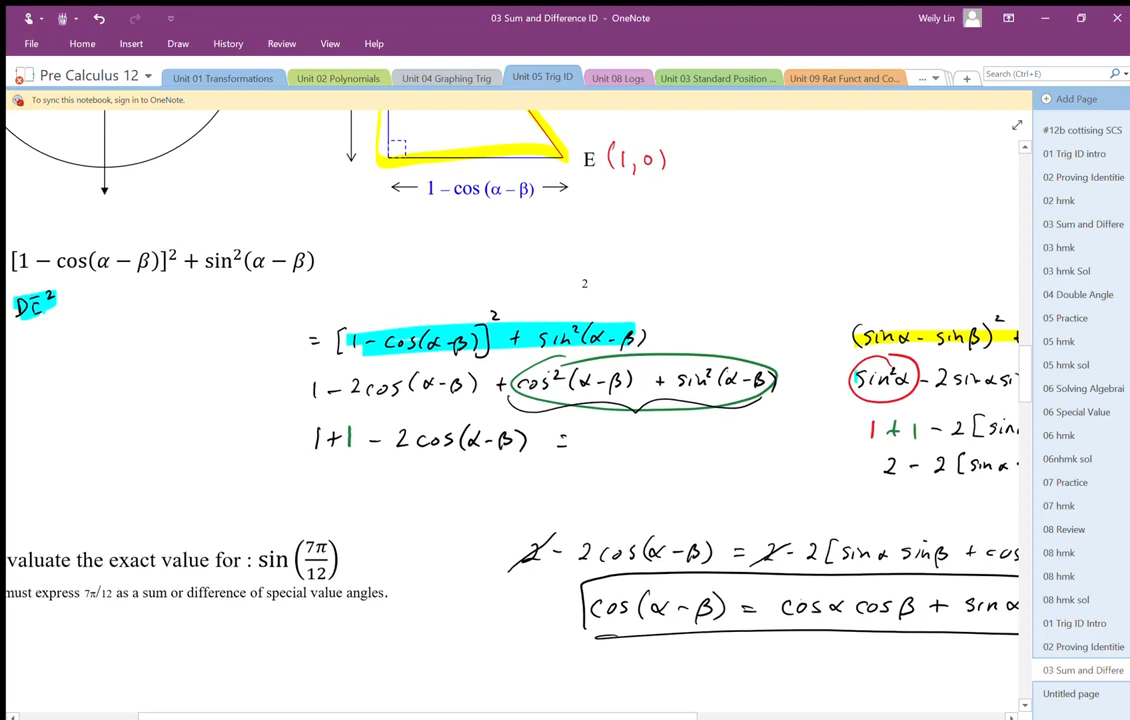 03 Sum and Difference ID - OneNote
Weily Lin
File Home Insert Draw History Review View Help
Pre Calculus 12
Unit 01 Transformations
Unit 02 Polynomials
Unit 04 Graphing Trig
Unit 05 Trig ID
Unit 08 Logs
Unit 03 Standard Position ...
Unit 09 Rat Funct and Co...
...
Search (Ctrl+E)
To sync this notebook, sign in to OneNote.
E (1,0)
1 – cos (α – β)
[1 − cos(α − β)]² + sin²(α − β)
2
DE²
= [1 - cos(α-β)]² + sin²(α-β)
1 - 2cos(α-β) + cos²(α-β) + sin²(α-β)
1+1 - 2cos(α-β) =
(sinα - sinβ)² +
sin²α - 2sinαsi
1 + 1 - 2[sin
2 - 2[sinα
valuate the exact value for : sin (7π/12)
must express 7π/12 as a sum or difference of special value angles.
2 - 2cos(α-β) = 2 - 2[sinα sinβ + cos
cos(α-β) = cosα cosβ + sinα
Add Page
#12b cottising SCS
01 Trig ID intro
02 Proving Identitie
02 hmk
03 Sum and Differe
03 hmk
03 hmk Sol
04 Double Angle
05 Practice
05 hmk
05 hmk sol
06 Solving Algebrai
06 Special Value
06 hmk
06nhmk sol
07 Practice
07 hmk
08 Review
08 hmk
08 hmk
08 hmk sol
01 Trig ID Intro
02 Proving Identitie
03 Sum and Differe
Untitled page